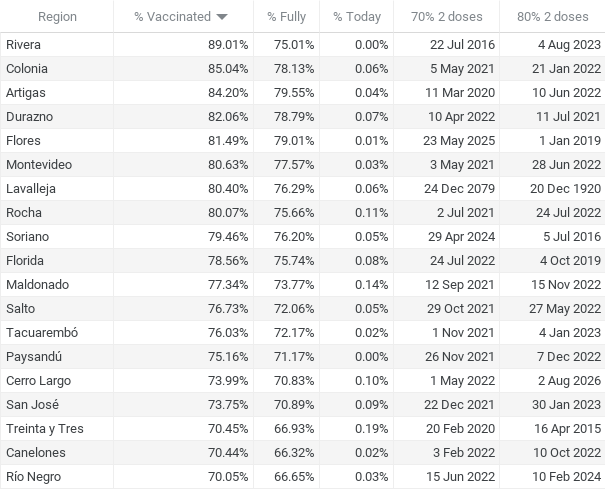 Region % Vaccinated % Fully % Today 70% 2 doses 80% 2 doses
Rivera 89.01% 75.01% 0.00% 22 Jul 2016 4 Aug 2023
Colonia 85.04% 78.13% 0.06% 5 May 2021 21 Jan 2022
Artigas 84.20% 79.55% 0.04% 11 Mar 2020 10 Jun 2022
Durazno 82.06% 78.79% 0.07% 10 Apr 2022 11 Jul 2021
Flores 81.49% 79.01% 0.01% 23 May 2025 1 Jan 2019
Montevideo 80.63% 77.57% 0.03% 3 May 2021 28 Jun 2022
Lavalleja 80.40% 76.29% 0.06% 24 Dec 2079 20 Dec 1920
Rocha 80.07% 75.66% 0.11% 2 Jul 2021 24 Jul 2022
Soriano 79.46% 76.20% 0.05% 29 Apr 2024 5 Jul 2016
Florida 78.56% 75.74% 0.08% 24 Jul 2022 4 Oct 2019
Maldonado 77.34% 73.77% 0.14% 12 Sep 2021 15 Nov 2022
Salto 76.73% 72.06% 0.05% 29 Oct 2021 27 May 2022
Tacuarembó 76.03% 72.17% 0.02% 1 Nov 2021 4 Jan 2023
Paysandú 75.16% 71.17% 0.00% 26 Nov 2021 7 Dec 2022
Cerro Largo 73.99% 70.83% 0.10% 1 May 2022 2 Aug 2026
San José 73.75% 70.89% 0.09% 22 Dec 2021 30 Jan 2023
Treinta y Tres 70.45% 66.93% 0.19% 20 Feb 2020 16 Apr 2015
Canelones 70.44% 66.32% 0.02% 3 Feb 2022 10 Oct 2022
Río Negro 70.05% 66.65% 0.03% 15 Jun 2022 10 Feb 2024